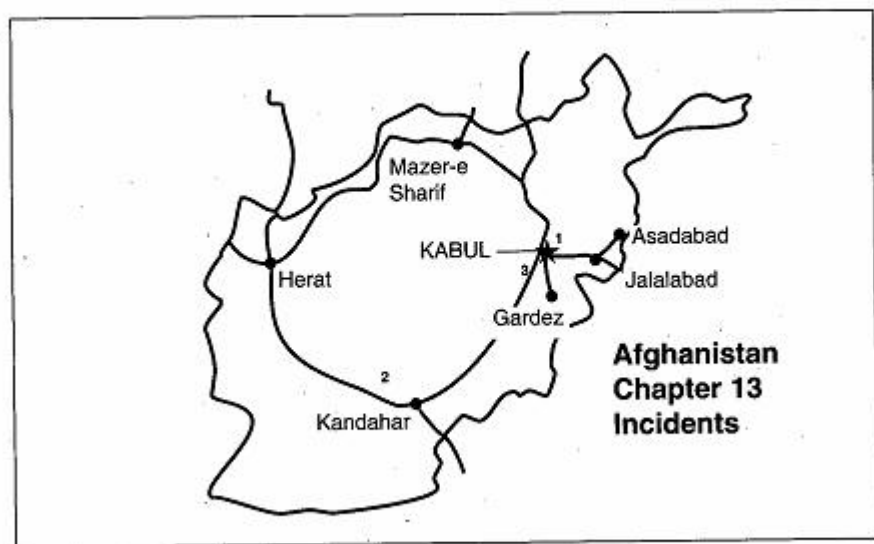 Mazer-e
Sharif
KABUL
1
Asadabad
3
Jalalabad
Herat
Gardez
Afghanistan
Chapter 13
Incidents
2
Kandahar